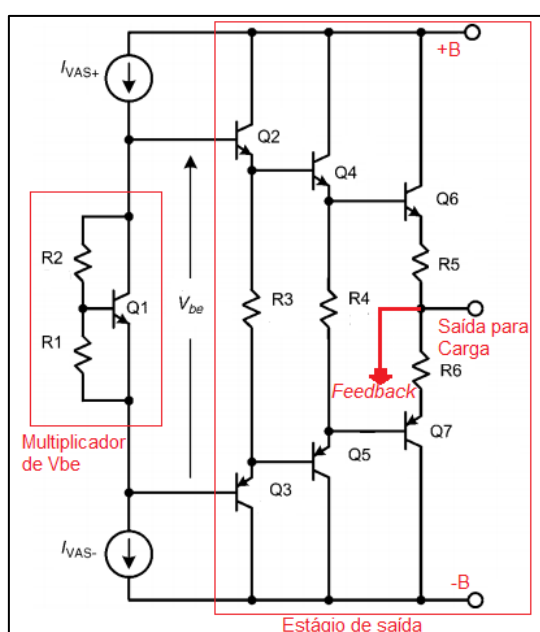 +B
IVAS+
Q2
Q4
Q6
R2
Q1
Vbe
R3
R4
R5
R1
Saída para
Carga
Feedback
R6
Multiplicador
de Vbe
Q7
Q5
Q3
IVAS-
-B
Estágio de saída